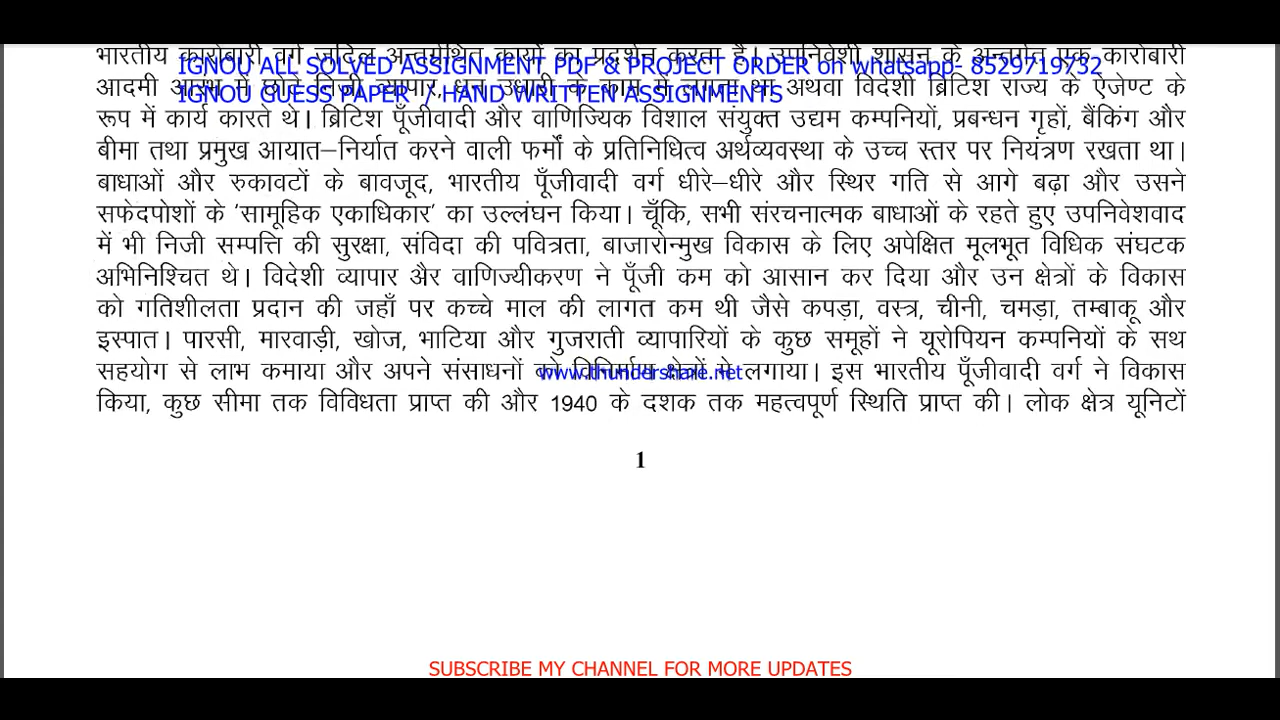 भारतीय कारोबारी वर्ग जटिल अन्तर्ग्रथित कार्यों का प्रदर्शन करता है। उपनिवेशी शासन के अन्तर्गत एक कारोबारी
IGNOU ALL SOLVED ASSIGNMENT PDF & PROJECT ORDER on whatsapp- 8529719732
आदमी आरंभ में छोटे निजी व्यापार, धन उधारी के काम में लगता था अथवा विदेशी ब्रिटिश राज्य के ऐजेण्ट के
IGNOU GUESS PAPER / HAND WRITTEN ASSIGNMENTS
रूप में कार्य कारते थे। ब्रिटिश पूँजीवादी और वाणिज्यिक विशाल संयुक्त उद्यम कम्पनियों, प्रबन्धन गृहों, बैंकिंग और
बीमा तथा प्रमुख आयात–निर्यात करने वाली फर्मों के प्रतिनिधित्व अर्थव्यवस्था के उच्च स्तर पर नियंत्रण रखता था।
बाधाओं और रुकावटों के बावजूद, भारतीय पूँजीवादी वर्ग धीरे–धीरे और स्थिर गति से आगे बढ़ा और उसने
सफेदपोशों के 'सामूहिक एकाधिकार' का उल्लंघन किया। चूँकि, सभी संरचनात्मक बाधाओं के रहते हुए उपनिवेशवाद
में भी निजी सम्पत्ति की सुरक्षा, संविदा की पवित्रता, बाजारोन्मुख विकास के लिए अपेक्षित मूलभूत विधिक संघटक
अभिनिश्चित थे। विदेशी व्यापार अैर वाणिज्यीकरण ने पूँजी कम को आसान कर दिया और उन क्षेत्रों के विकास
को गतिशीलता प्रदान की जहाँ पर कच्चे माल की लागत कम थी जैसे कपड़ा, वस्त्र, चीनी, चमड़ा, तम्बाकू और
इस्पात। पारसी, मारवाड़ी, खोज, भाटिया और गुजराती व्यापारियों के कुछ समूहों ने यूरोपियन कम्पनियों के सथ
सहयोग से लाभ कमाया और अपने संसाधनों को विनिर्माण क्षेत्रों मे लगाया। इस भारतीय पूँजीवादी वर्ग ने विकास
www.thundershare.net
किया, कुछ सीमा तक विविधता प्राप्त की और 1940 के दशक तक महत्वपूर्ण स्थिति प्राप्त की। लोक क्षेत्र यूनिटों
1
SUBSCRIBE MY CHANNEL FOR MORE UPDATES